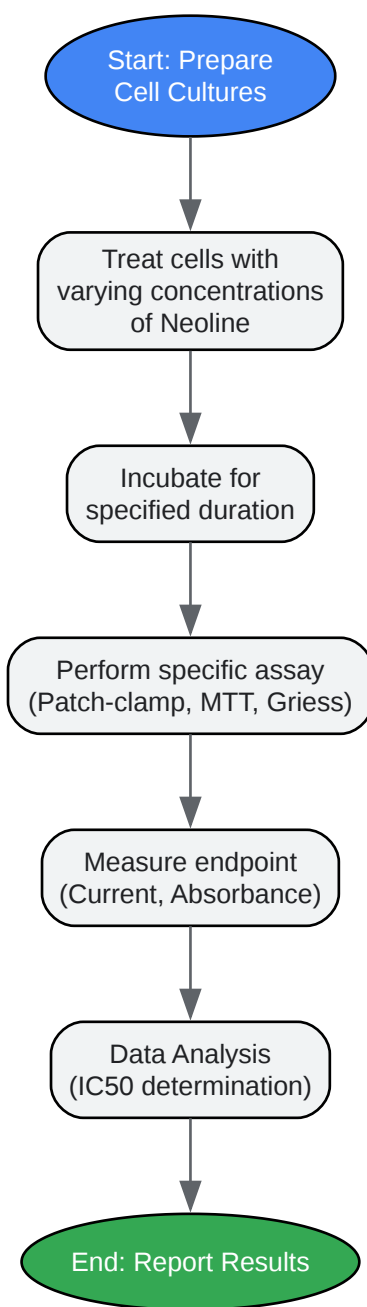 Start: Prepare
Cell Cultures
Treat cells with
varying concentrations
of Neoline
Incubate for
specified duration
Perform specific assay
(Patch-clamp, MTT, Griess)
Measure endpoint
(Current, Absorbance)
Data Analysis
(IC50 determination)
End: Report Results